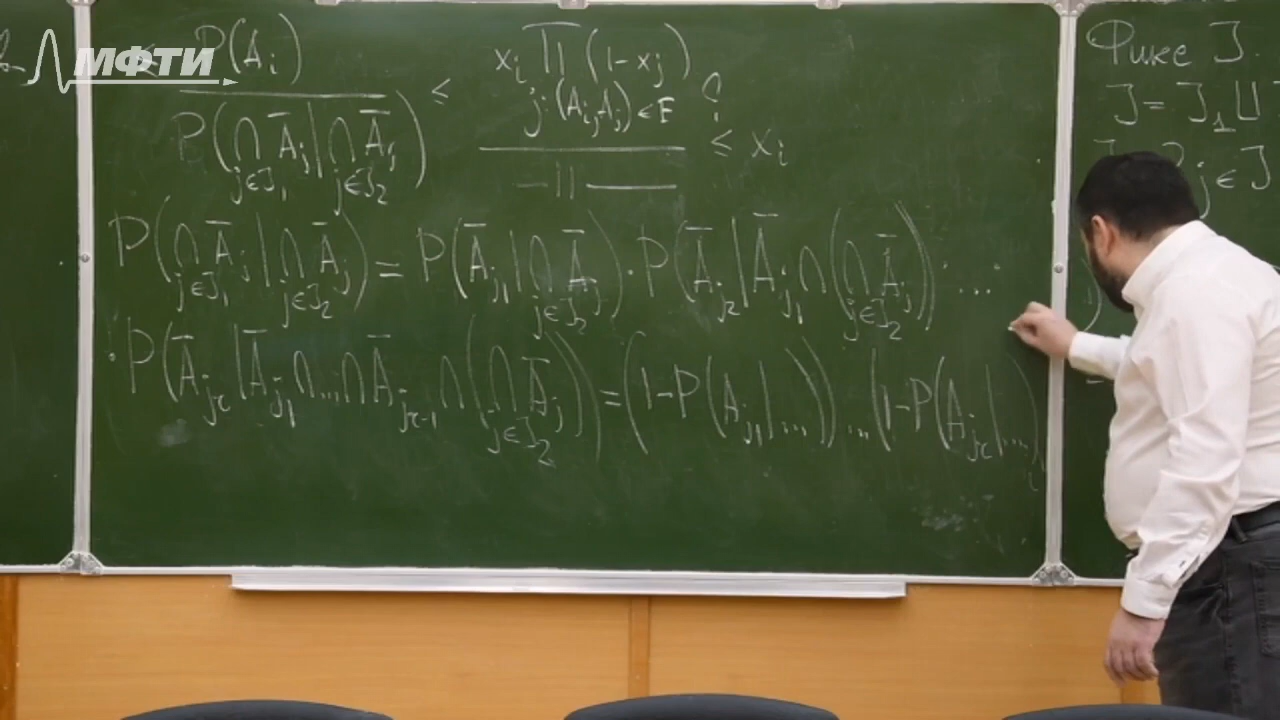 МФТИ
≤ P(A_i) / P(⋂_{j∈J_1} Ā_j | ⋂_{j∈J_2} Ā_j) ≤ x_i ∏_{j:(A_i,A_j)∈E} (1-x_j) / —11— ≤? x_i
P(⋂_{j∈J_1} Ā_j | ⋂_{j∈J_2} Ā_j) = P(Ā_{j_1} | ⋂_{j∈J_2} Ā_j) · P(Ā_{j_2} | Ā_{j_1} ∩ (⋂_{j∈J_2} Ā_j)) · ...
· P(Ā_{j_r} | Ā_{j_1} ∩ ... ∩ Ā_{j_{r-1}} ∩ (⋂_{j∈J_2} Ā_j)) = (1-P(A_{j_1} | ...)) ... (1-P(A_{j_r} | ...))
Фикс J.
J = J_1 ⊔
j∈J